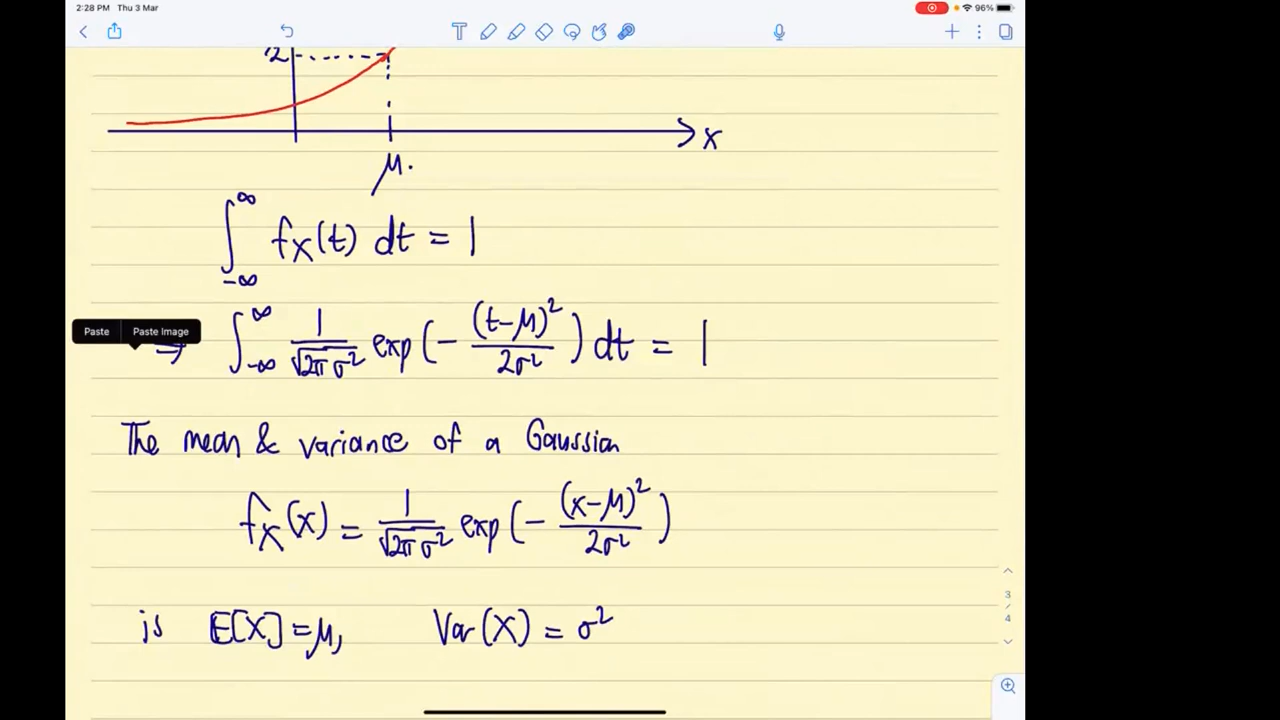 2:28 PM Thu 3 Mar
96%
X
μ.
∫_{-∞}^{∞} f_X(t) dt = 1
Paste Paste Image
⇒ ∫_{-∞}^{∞} 1/√(2πσ²) exp(- (t-μ)²/2σ²) dt = 1
The mean & variance of a Gaussian
f_X(x) = 1/√(2πσ²) exp(- (x-μ)²/2σ²)
3
/
4
is E[X] = μ, Var(X) = σ²